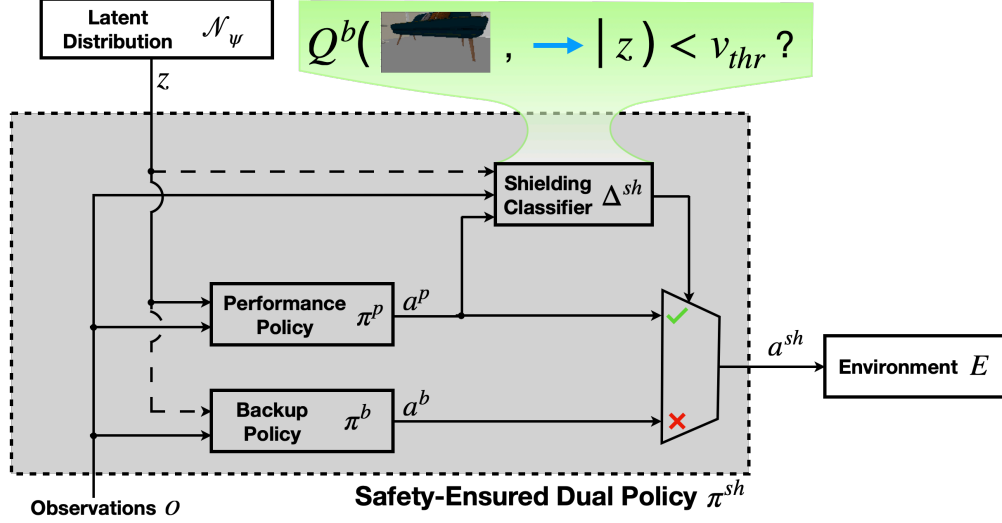 Latent
Distribution 𝒩_ψ
Q^b( , → | z ) < v_thr ?
z
Shielding
Classifier Δ^sh
Performance
Policy π^p
a^p
a^sh
Environment E
Backup
Policy π^b
a^b
Observations o
Safety-Ensured Dual Policy π^sh